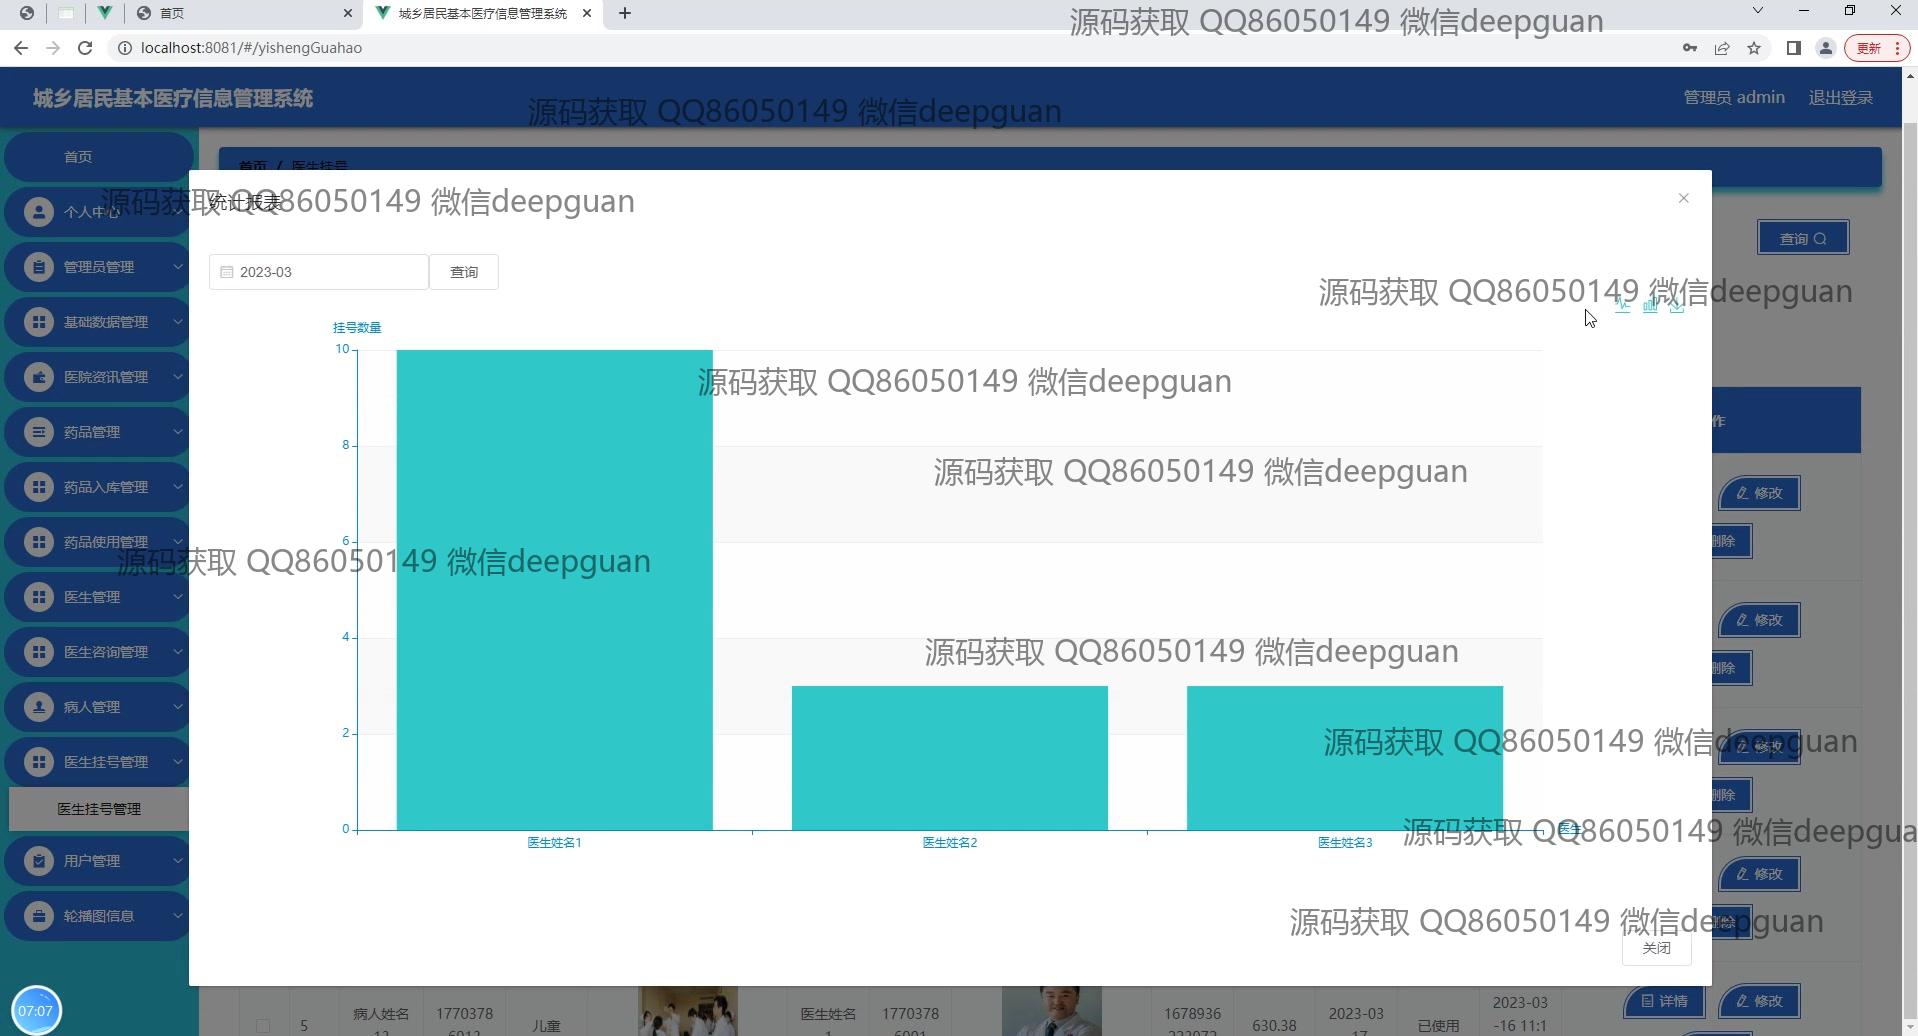 首页
城乡居民基本医疗信息管理系统
源码获取 QQ86050149 微信deepguan
localhost:8081/#/yishengGuahao
更新
城乡居民基本医疗信息管理系统
源码获取 QQ86050149 微信deepguan
管理员 admin
退出登录
首页
首页 / 医生挂号
源码获取 QQ86050149 微信deepguan
统计报表
个人中心
管理员管理
基础数据管理
医院资讯管理
药品管理
药品入库管理
药品使用管理
医生管理
医生咨询管理
病人管理
医生挂号管理
医生挂号管理
用户管理
轮播图信息
07:07
2023-03
查询
查询
源码获取 QQ86050149 微信deepguan
挂号数量
10
8
6
4
2
0
源码获取 QQ86050149 微信deepguan
源码获取 QQ86050149 微信deepguan
源码获取 QQ86050149 微信deepguan
源码获取 QQ86050149 微信deepguan
源码获取 QQ86050149 微信deepguan
源码获取 QQ86050149 微信deepgua
医生姓名1
医生姓名2
医生姓名3
医生
源码获取 QQ86050149 微信deepguan
关闭
作
修改
删除
修改
删除
修改
删除
修改
删除
详情
修改
5
病人姓名
1770378
儿童
医生姓名
1770378
1678936
630.38
2023-03
17
已使用
2023-03
-16 11:1